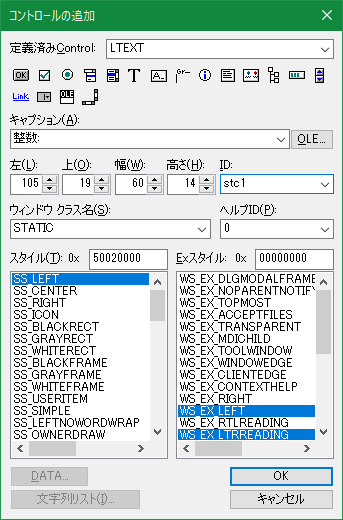 コントロールの追加
定義済みControl: LTEXT
OK
T
A...
Gr
Link
OLE
キャプション(A):
整数: OLE...
左(L): 上(O): 幅(W): 高さ(H): ID:
105 19 60 14 stc1
ウィンドウ クラス名(S): ヘルプID(P):
STATIC 0
スタイル(T): 0x 50020000 Exスタイル: 0x 00000000
SS_LEFT WS_EX_DLGMODALFRAME
SS_CENTER WS_EX_NOPARENTNOTIFY
SS_RIGHT WS_EX_TOPMOST
SS_ICON WS_EX_ACCEPTFILES
SS_BLACKRECT WS_EX_TRANSPARENT
SS_GRAYRECT WS_EX_MDICHILD
SS_WHITERECT WS_EX_TOOLWINDOW
SS_BLACKFRAME WS_EX_WINDOWEDGE
SS_GRAYFRAME WS_EX_CLIENTEDGE
SS_WHITEFRAME WS_EX_CONTEXTHELP
SS_USERITEM WS_EX_RIGHT
SS_SIMPLE WS_EX_LEFT
SS_LEFTNOWORDWRAP WS_EX_RTLREADING
SS_OWNERDRAW WS_EX_LTRREADING
DATA... OK
文字列リスト(I)... キャンセル